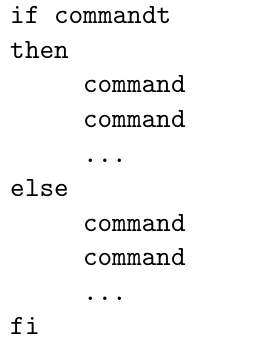 if commandt
then
command
command
...
else
command
command
...
fi